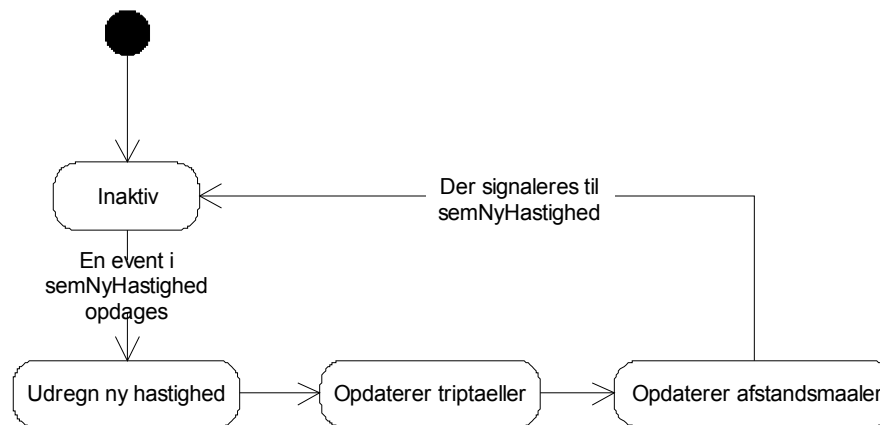 Inaktiv
Der signaleres til
semNyHastighed
En event i
semNyHastighed
opdages
Udregn ny hastighed
Opdaterer triptaeller
Opdaterer afstandsmaaler